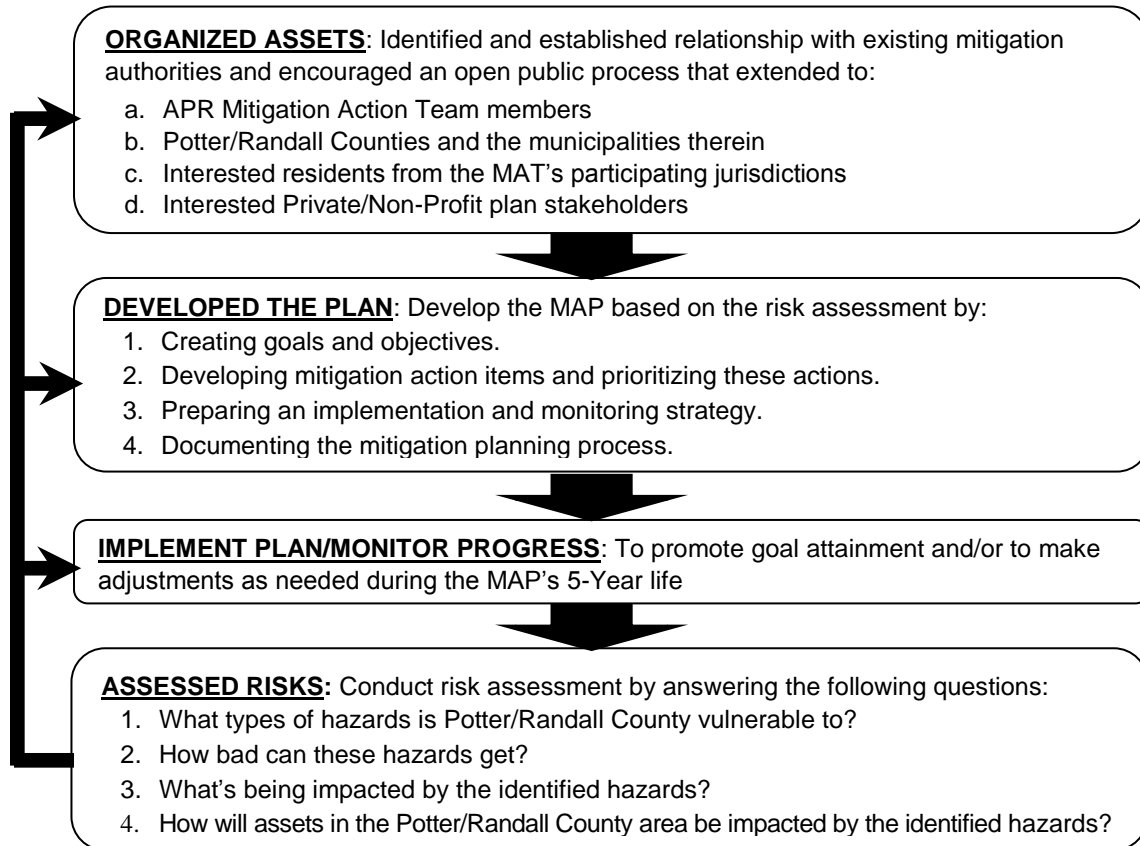 ORGANIZED ASSETS: Identified and established relationship with existing mitigation
authorities and encouraged an open public process that extended to:
a. APR Mitigation Action Team members
b. Potter/Randall Counties and the municipalities therein
c. Interested residents from the MAT's participating jurisdictions
d. Interested Private/Non-Profit plan stakeholders
DEVELOPED THE PLAN: Develop the MAP based on the risk assessment by:
1. Creating goals and objectives.
2. Developing mitigation action items and prioritizing these actions.
3. Preparing an implementation and monitoring strategy.
4. Documenting the mitigation planning process.
IMPLEMENT PLAN/MONITOR PROGRESS: To promote goal attainment and/or to make
adjustments as needed during the MAP's 5-Year life
ASSESSED RISKS: Conduct risk assessment by answering the following questions:
1. What types of hazards is Potter/Randall County vulnerable to?
2. How bad can these hazards get?
3. What's being impacted by the identified hazards?
4. How will assets in the Potter/Randall County area be impacted by the identified hazards?